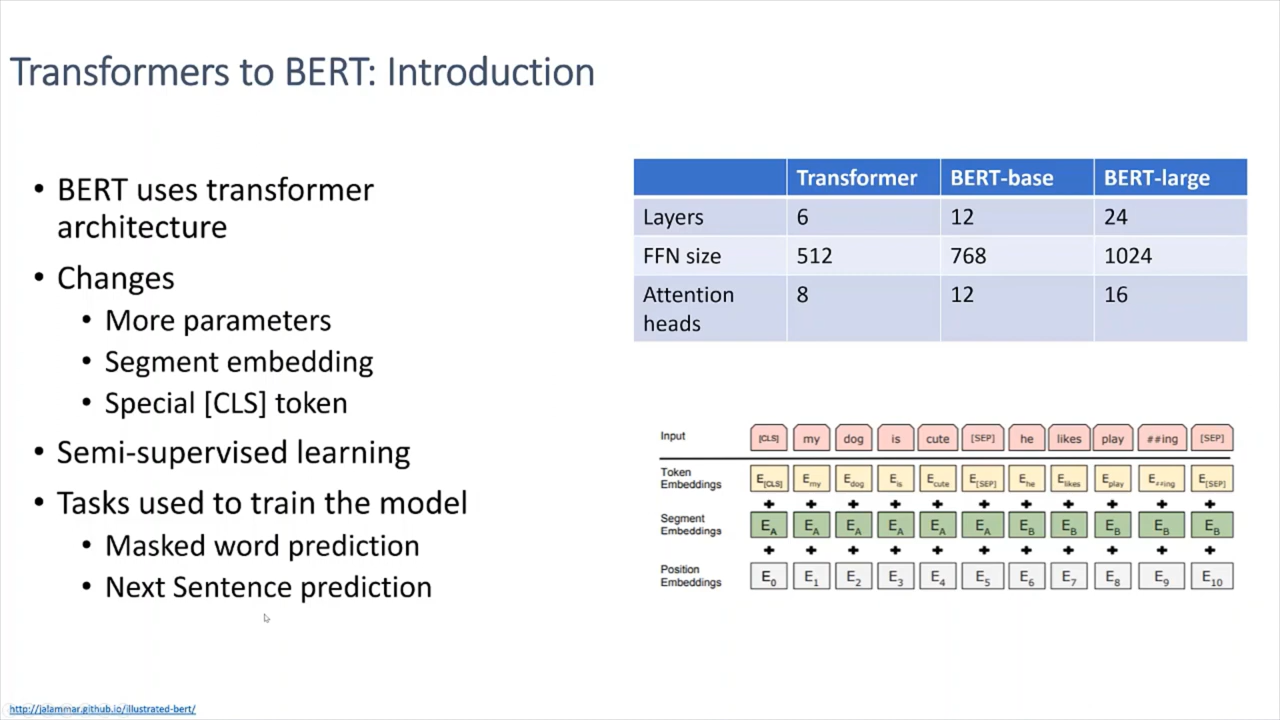 Transformers to BERT: Introduction
• BERT uses transformer
architecture
• Changes
• More parameters
• Segment embedding
• Special [CLS] token
• Semi-supervised learning
• Tasks used to train the model
• Masked word prediction
• Next Sentence prediction
Transformer BERT-base BERT-large
Layers 6 12 24
FFN size 512 768 1024
Attention 8 12 16
heads
Input [CLS] my dog is cute [SEP] he likes play ##ing [SEP]
Token
Embeddings E[CLS] Emy Edog Eis Ecute E[SEP] Ehe Elikes Eplay E##ing E[SEP]
+ + + + + + + + + + +
Segment
Embeddings EA EA EA EA EA EA EB EB EB EB EB
+ + + + + + + + + + +
Position
Embeddings E0 E1 E2 E3 E4 E5 E6 E7 E8 E9 E10
http://jalammar.github.io/illustrated-bert/